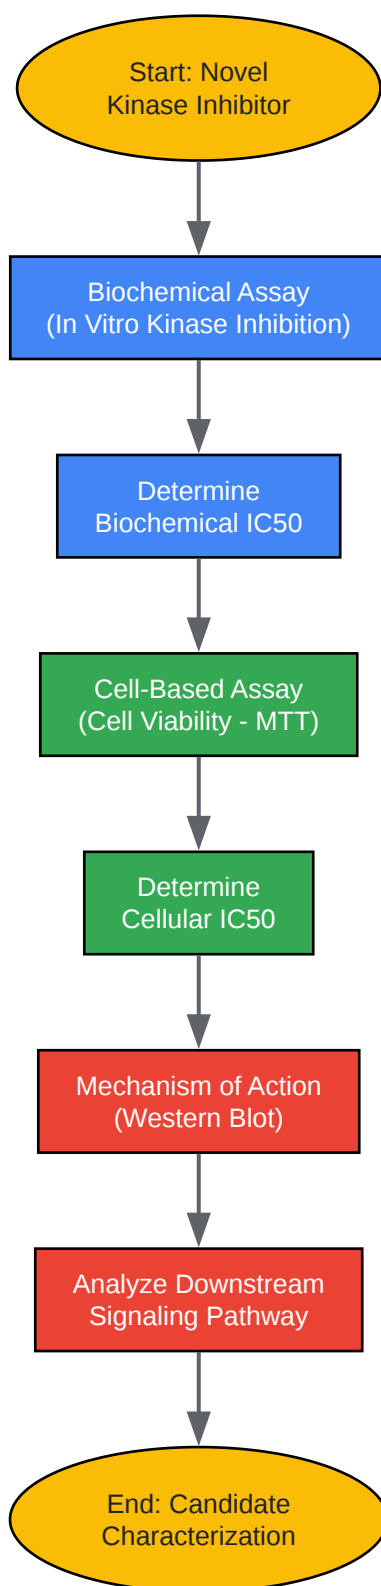 Start: Novel
Kinase Inhibitor
Biochemical Assay
(In Vitro Kinase Inhibition)
Determine
Biochemical IC50
Cell-Based Assay
(Cell Viability - MTT)
Determine
Cellular IC50
Mechanism of Action
(Western Blot)
Analyze Downstream
Signaling Pathway
End: Candidate
Characterization